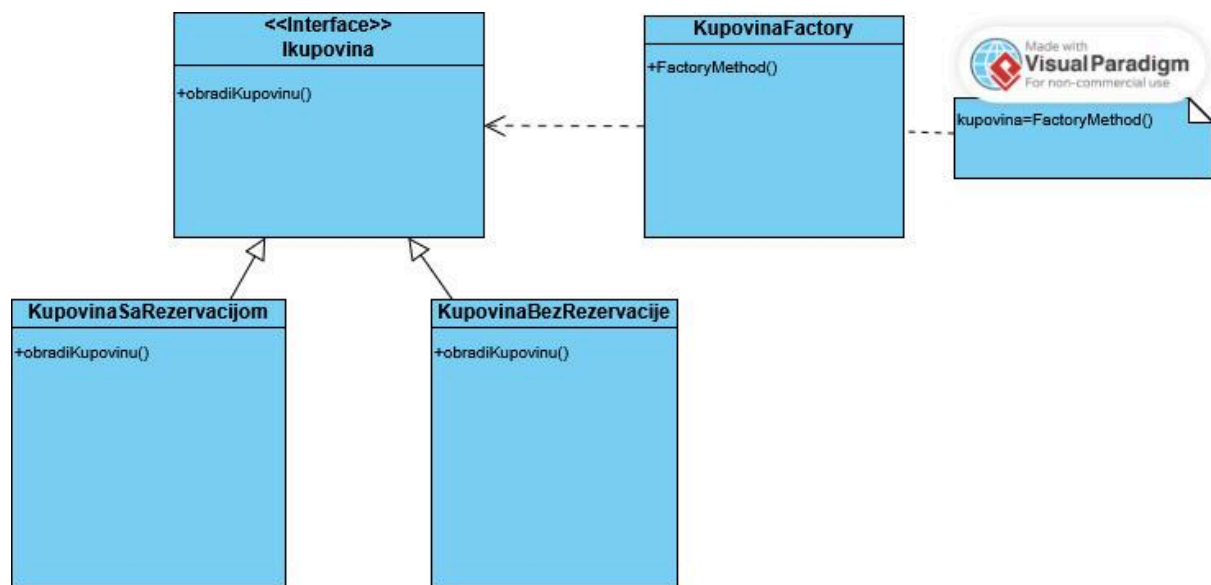 <<Interface>>
Ikupovina
+obradiKupovinu()
KupovinaFactory
+FactoryMethod()
Made with
Visual Paradigm
For non-commercial use
kupovina=FactoryMethod()
KupovinaSaRezervacijom
+obradiKupovinu()
KupovinaBezRezervacije
+obradiKupovinu()